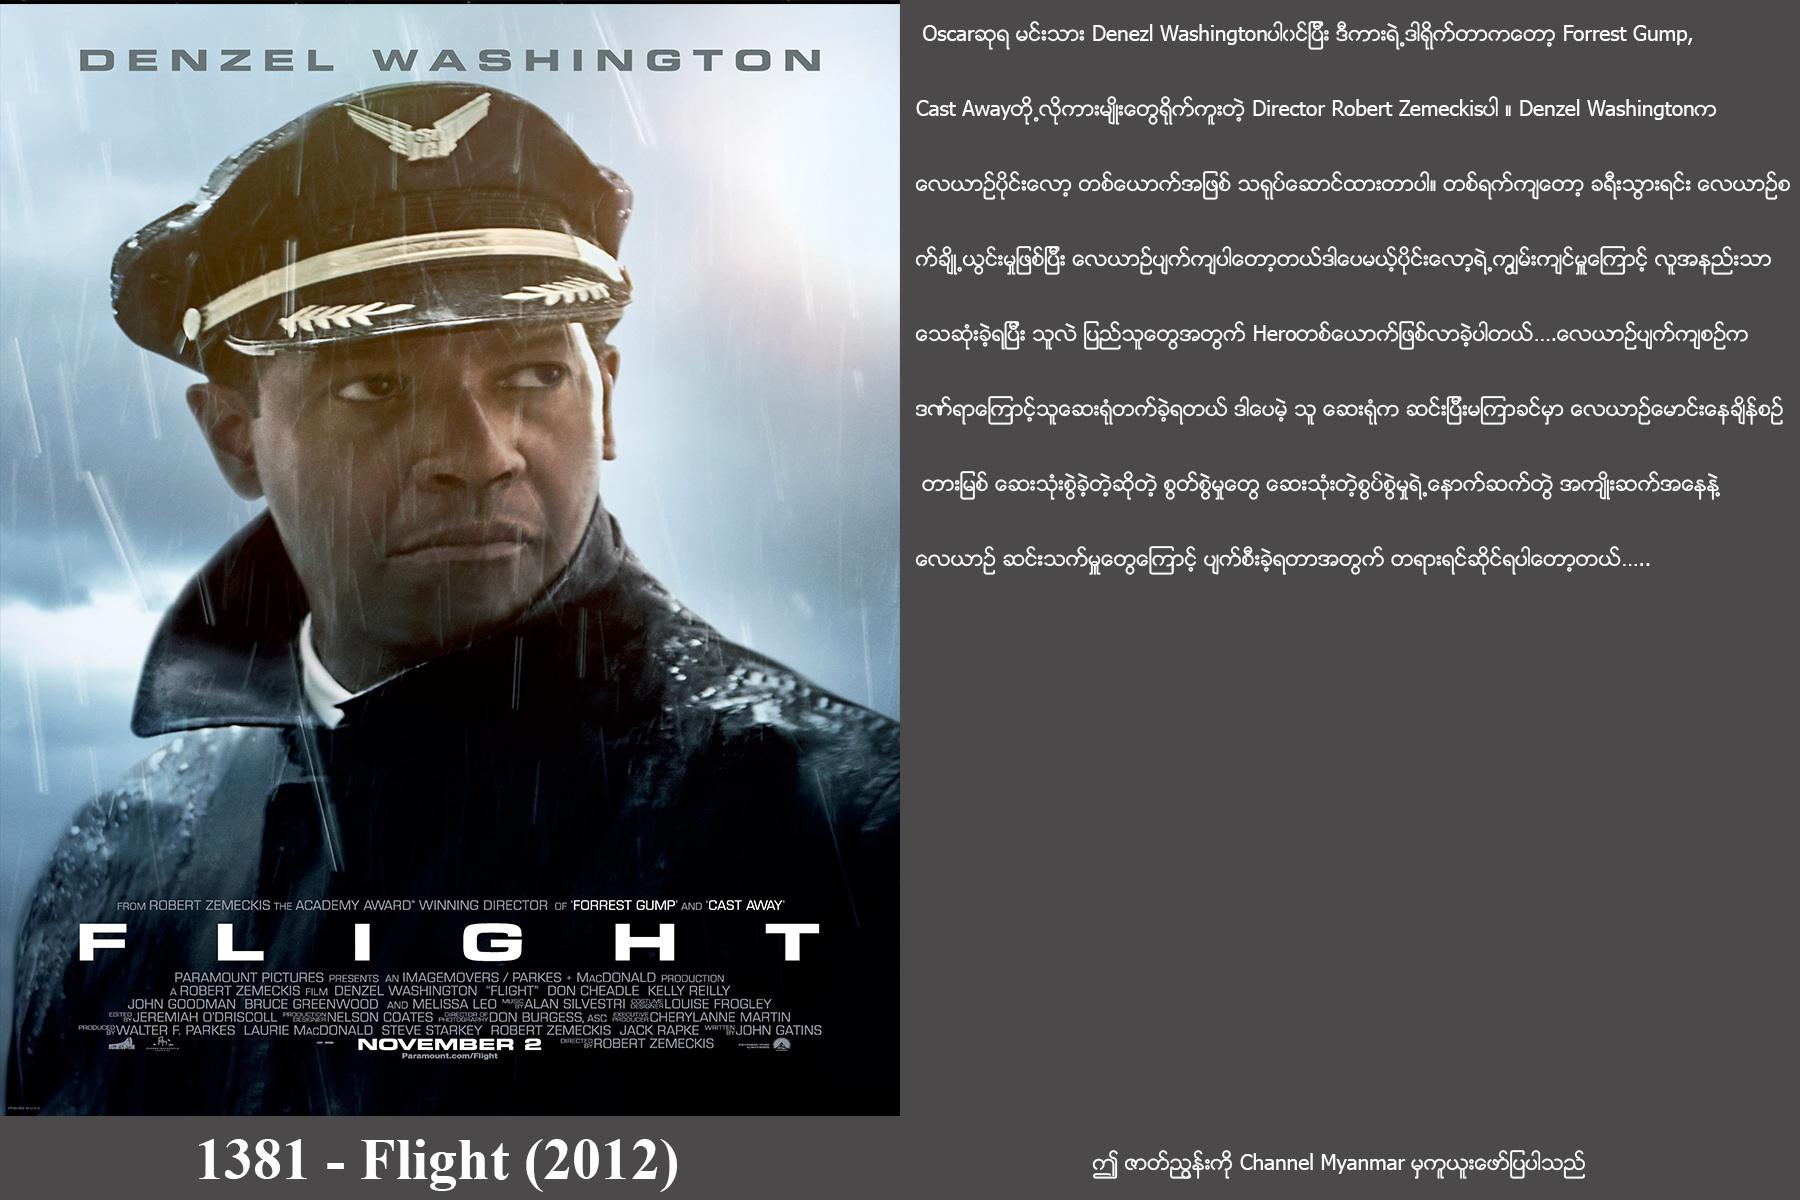 DENZEL WASHINGTON
FROM ROBERT ZEMECKIS THE ACADEMY AWARD® WINNING DIRECTOR OF 'FORREST GUMP' AND 'CAST AWAY'
FLIGHT
PARAMOUNT PICTURES PRESENTS AN IMAGEMOVERS / PARKES + MACDONALD PRODUCTION
A ROBERT ZEMECKIS FILM DENZEL WASHINGTON "FLIGHT" DON CHEADLE KELLY REILLY
JOHN GOODMAN BRUCE GREENWOOD AND MELISSA LEO MUSIC BY ALAN SILVESTRI COSTUME DESIGNER LOUISE FROGLEY
EDITED BY JEREMIAH O'DRISCOLL PRODUCTION DESIGNER NELSON COATES DIRECTOR OF PHOTOGRAPHY DON BURGESS, ASC EXECUTIVE PRODUCER CHERYLANNE MARTIN
PRODUCED BY WALTER F. PARKES LAURIE MACDONALD STEVE STARKEY ROBERT ZEMECKIS JACK RAPKE WRITTEN BY JOHN GATINS
NOVEMBER 2 DIRECTED BY ROBERT ZEMECKIS
Paramount.com/Flight
1381 - Flight (2012)
Oscarဆုရ မင်းသား Denezl Washingtonပါဝင်ပြီး ဒီကားရဲ့ဒါရိုက်တာကတော့ Forrest Gump,
Cast Awayတို့လိုကားမျိုးတွေရိုက်ကူးတဲ့ Director Robert Zemeckisပါ ။ Denzel Washingtonက
လေယာဉ်ပိုင်းလော့ တစ်ယောက်အဖြစ် သရုပ်ဆောင်ထားတာပါ။ တစ်ရက်ကျတော့ ခရီးသွားရင်း လေယာဉ်စ
က်ချို့ယွင်းမှုဖြစ်ပြီး လေယာဉ်ပျက်ကျပါတော့တယ်ဒါပေမယ့်ပိုင်းလော့ရဲ့ကျွမ်းကျင်မှူကြောင့် လူအနည်းသာ
သေဆုံးခဲ့ရပြီး သူလဲ ပြည်သူတွေအတွက် Heroတစ်ယောက်ဖြစ်လာခဲ့ပါတယ်....လေယာဉ်ပျက်ကျစဉ်က
ဒဏ်ရာကြောင့်သူဆေးရုံတက်ခဲ့ရတယ် ဒါပေမဲ့ သူ ဆေးရုံက ဆင်းပြီးမကြာခင်မှာ လေယာဉ်မောင်းနေချိန်စဉ်
တားမြစ် ဆေးသုံးစွဲခဲ့တဲ့ဆိုတဲ့ စွတ်စွဲမှုတွေ ဆေးသုံးတဲ့စွပ်စွဲမှုရဲ့နောက်ဆက်တွဲ အကျိုးဆက်အနေနဲ့
လေယာဉ် ဆင်းသက်မှူတွေကြောင့် ပျက်စီးခဲ့ရတာအတွက် တရားရင်ဆိုင်ရပါတော့တယ်.....
ဤ ဇာတ်ညွှန်းကို Channel Myanmar မှကူယူးဖော်ပြပါသည်